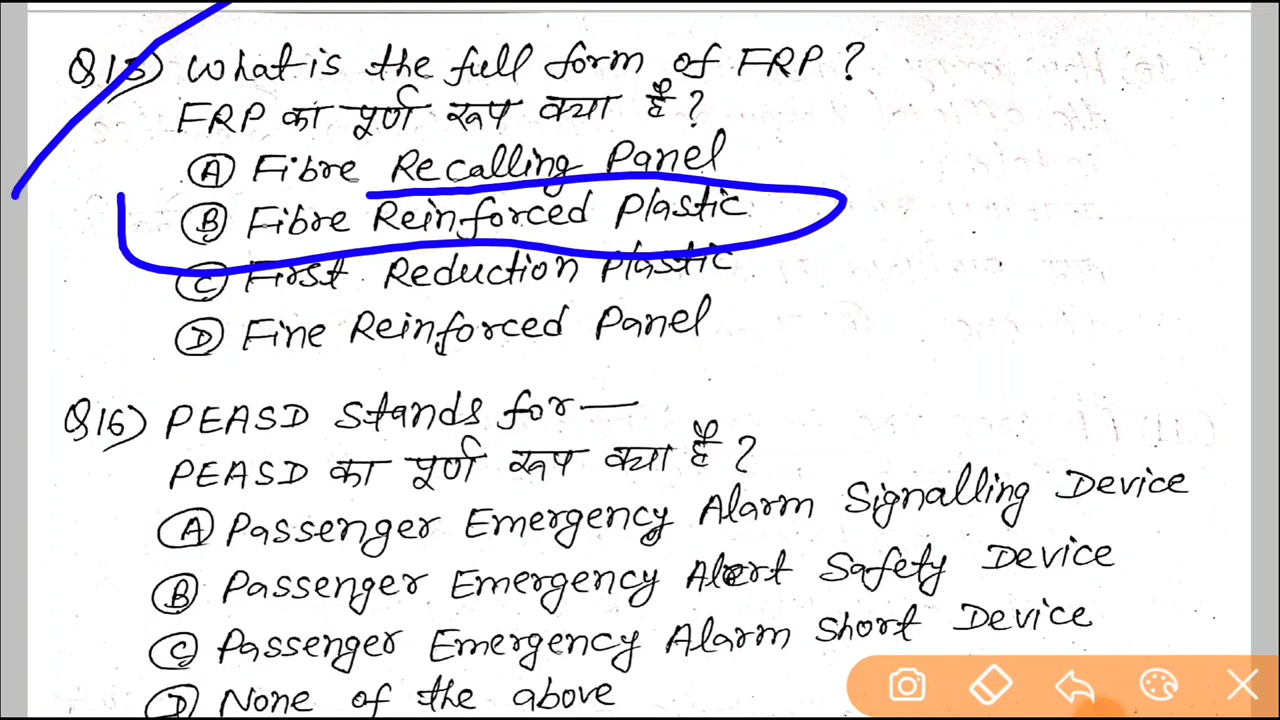 Q15) What is the full form of FRP ?
FRP का पूर्ण रूप क्या है ?
(A) Fibre Recalling Panel
(B) Fibre Reinforced Plastic
(C) First Reduction Plastic
(D) Fine Reinforced Panel
Q16) PEASD Stands for —
PEASD का पूर्ण रूप क्या है ?
(A) Passenger Emergency Alarm Signalling Device
(B) Passenger Emergency Alert Safety Device
(C) Passenger Emergency Alarm Short Device
(D) None of the above